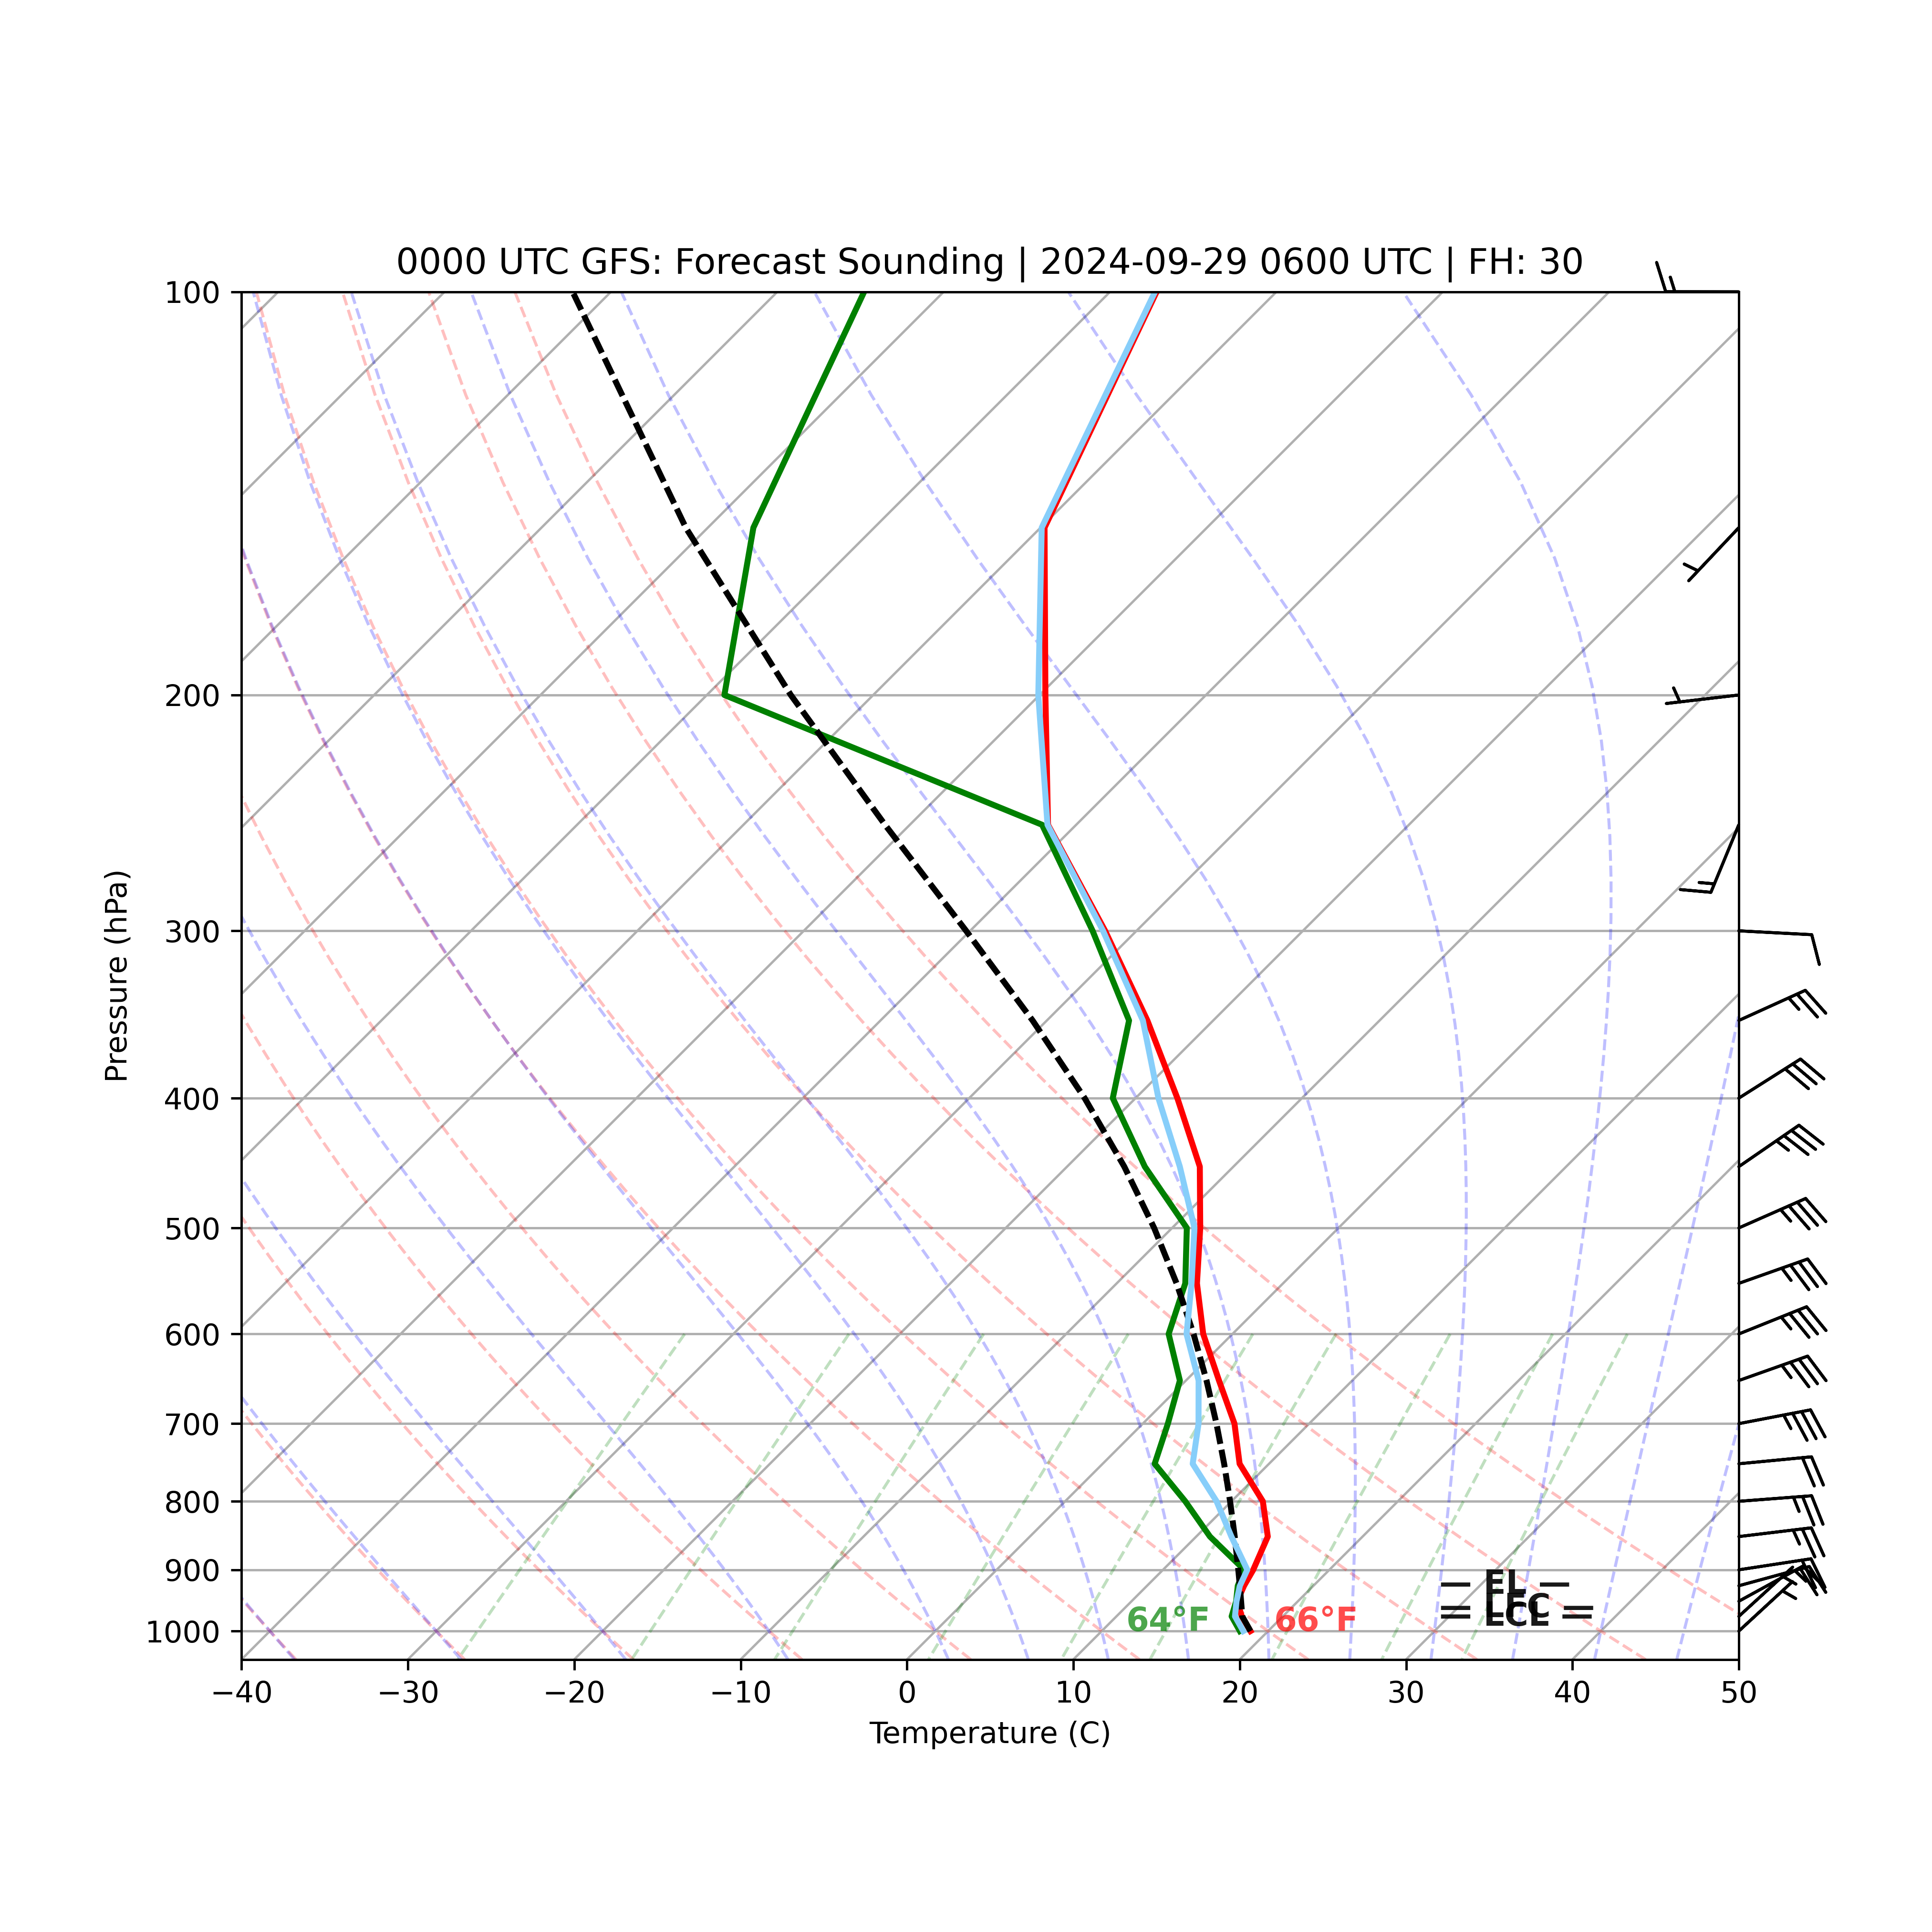 0000 UTC GFS: Forecast Sounding | 2024-09-29 0600 UTC | FH: 30
100
200
300
400
500
600
700
800
900
1000
Pressure (hPa)
— EL —
64°F
66°F
−40 −30 −20 −10 0 10 20 30 40 50
Temperature (C)